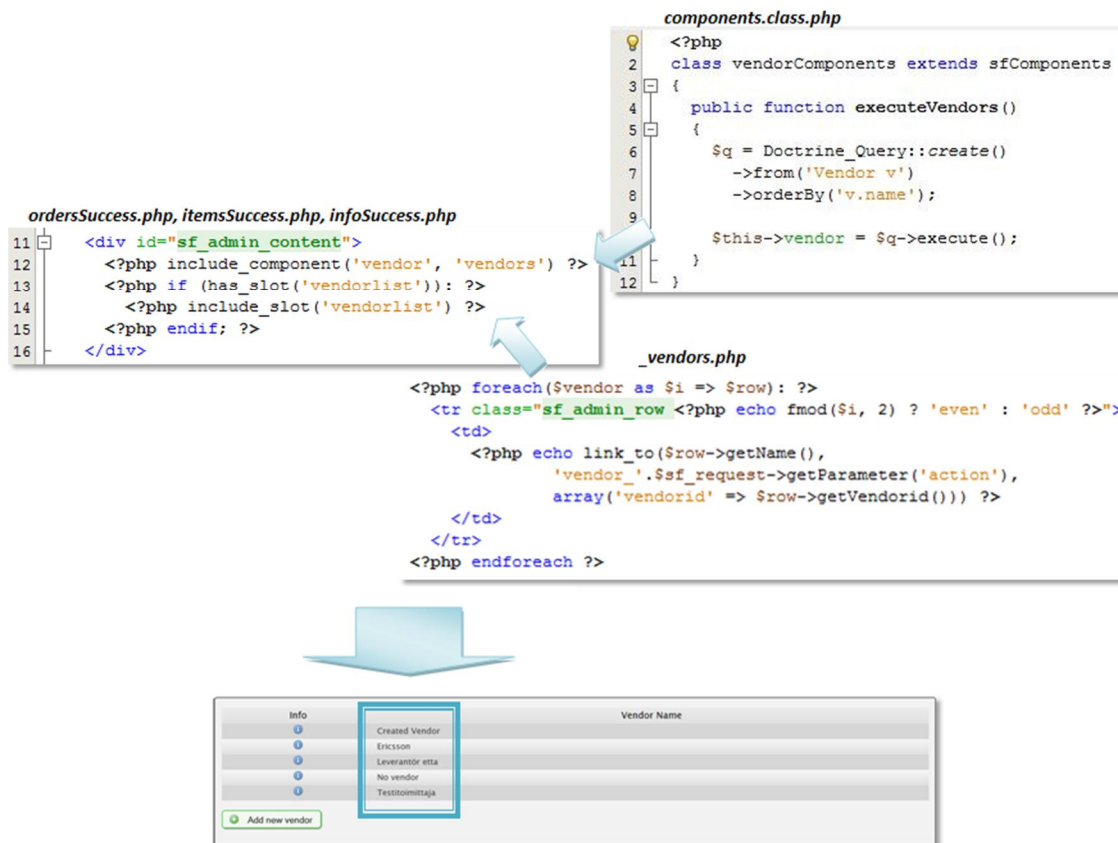 components.class.php
<?php
2 class vendorComponents extends sfComponents
3 {
4 public function executeVendors()
5 {
6 $q = Doctrine_Query::create()
7 ->from('Vendor v')
8 ->orderBy('v.name');
9
$this->vendor = $q->execute();
11 }
12 }
ordersSuccess.php, itemsSuccess.php, infoSuccess.php
11 <div id="sf_admin_content">
12 <?php include_component('vendor', 'vendors') ?>
13 <?php if (has_slot('vendorlist')): ?>
14 <?php include_slot('vendorlist') ?>
15 <?php endif; ?>
16 </div>
_vendors.php
<?php foreach($vendor as $i => $row): ?>
<tr class="sf_admin_row <?php echo fmod($i, 2) ? 'even' : 'odd' ?>">
<td>
<?php echo link_to($row->getName(),
'vendor_'.$sf_request->getParameter('action'),
array('vendorid' => $row->getVendorid())) ?>
</td>
</tr>
<?php endforeach ?>
Info Vendor Name
Created Vendor
Ericsson
Leverantör etta
No vendor
Testitoimittaja
Add new vendor